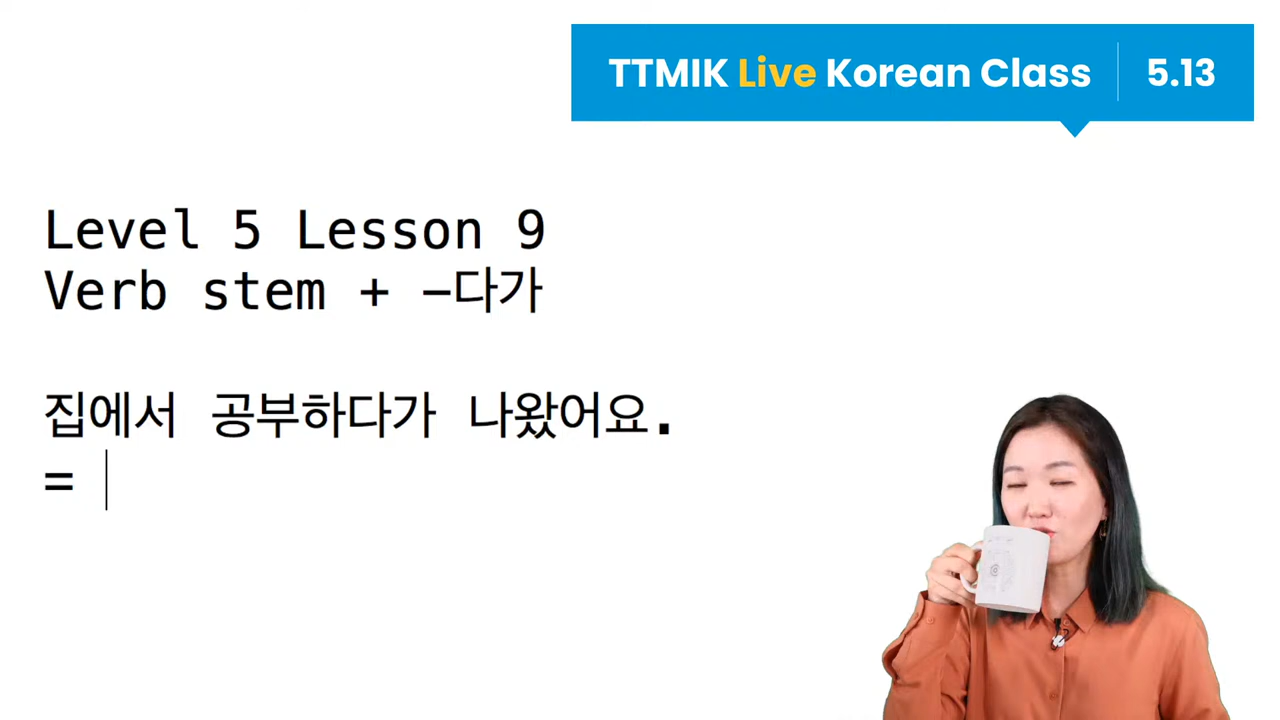 TTMIK Live Korean Class 5.13
Level 5 Lesson 9
Verb stem + -다가
집에서 공부하다가 나왔어요.
=